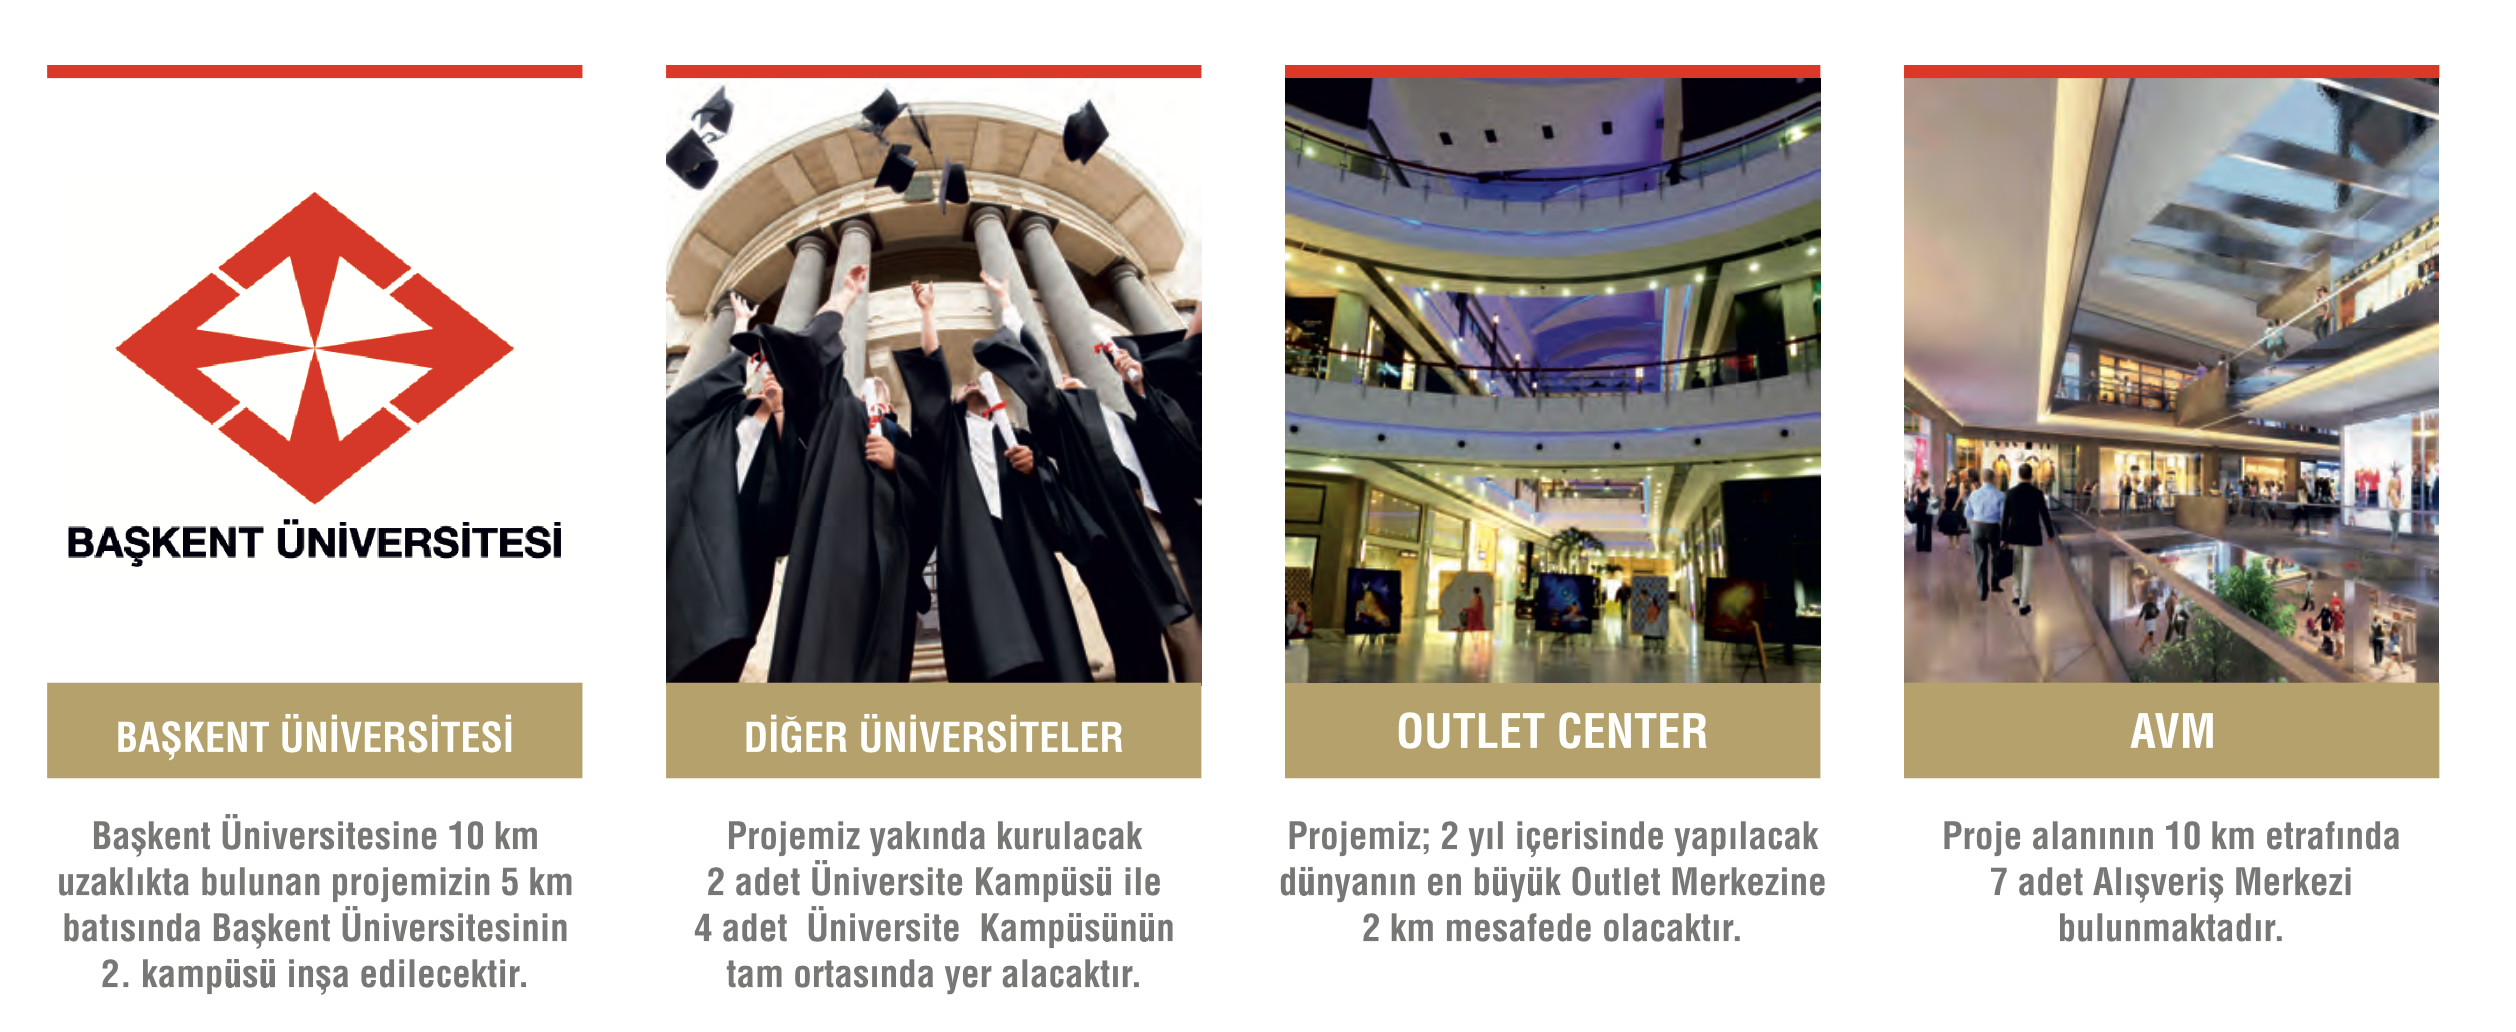 BAŞKENT ÜNİVERSİTESİ
BAŞKENT ÜNİVERSİTESİ
Başkent Üniversitesine 10 km
uzaklıkta bulunan projemizin 5 km
batısında Başkent Üniversitesinin
2. kampüsü inşa edilecektir.
DİĞER ÜNİVERSİTELER
Projemiz yakında kurulacak
2 adet Üniversite Kampüsü ile
4 adet Üniversite Kampüsünün
tam ortasında yer alacaktır.
OUTLET CENTER
Projemiz; 2 yıl içerisinde yapılacak
dünyanın en büyük Outlet Merkezine
2 km mesafede olacaktır.
AVM
Proje alanının 10 km etrafında
7 adet Alışveriş Merkezi
bulunmaktadır.